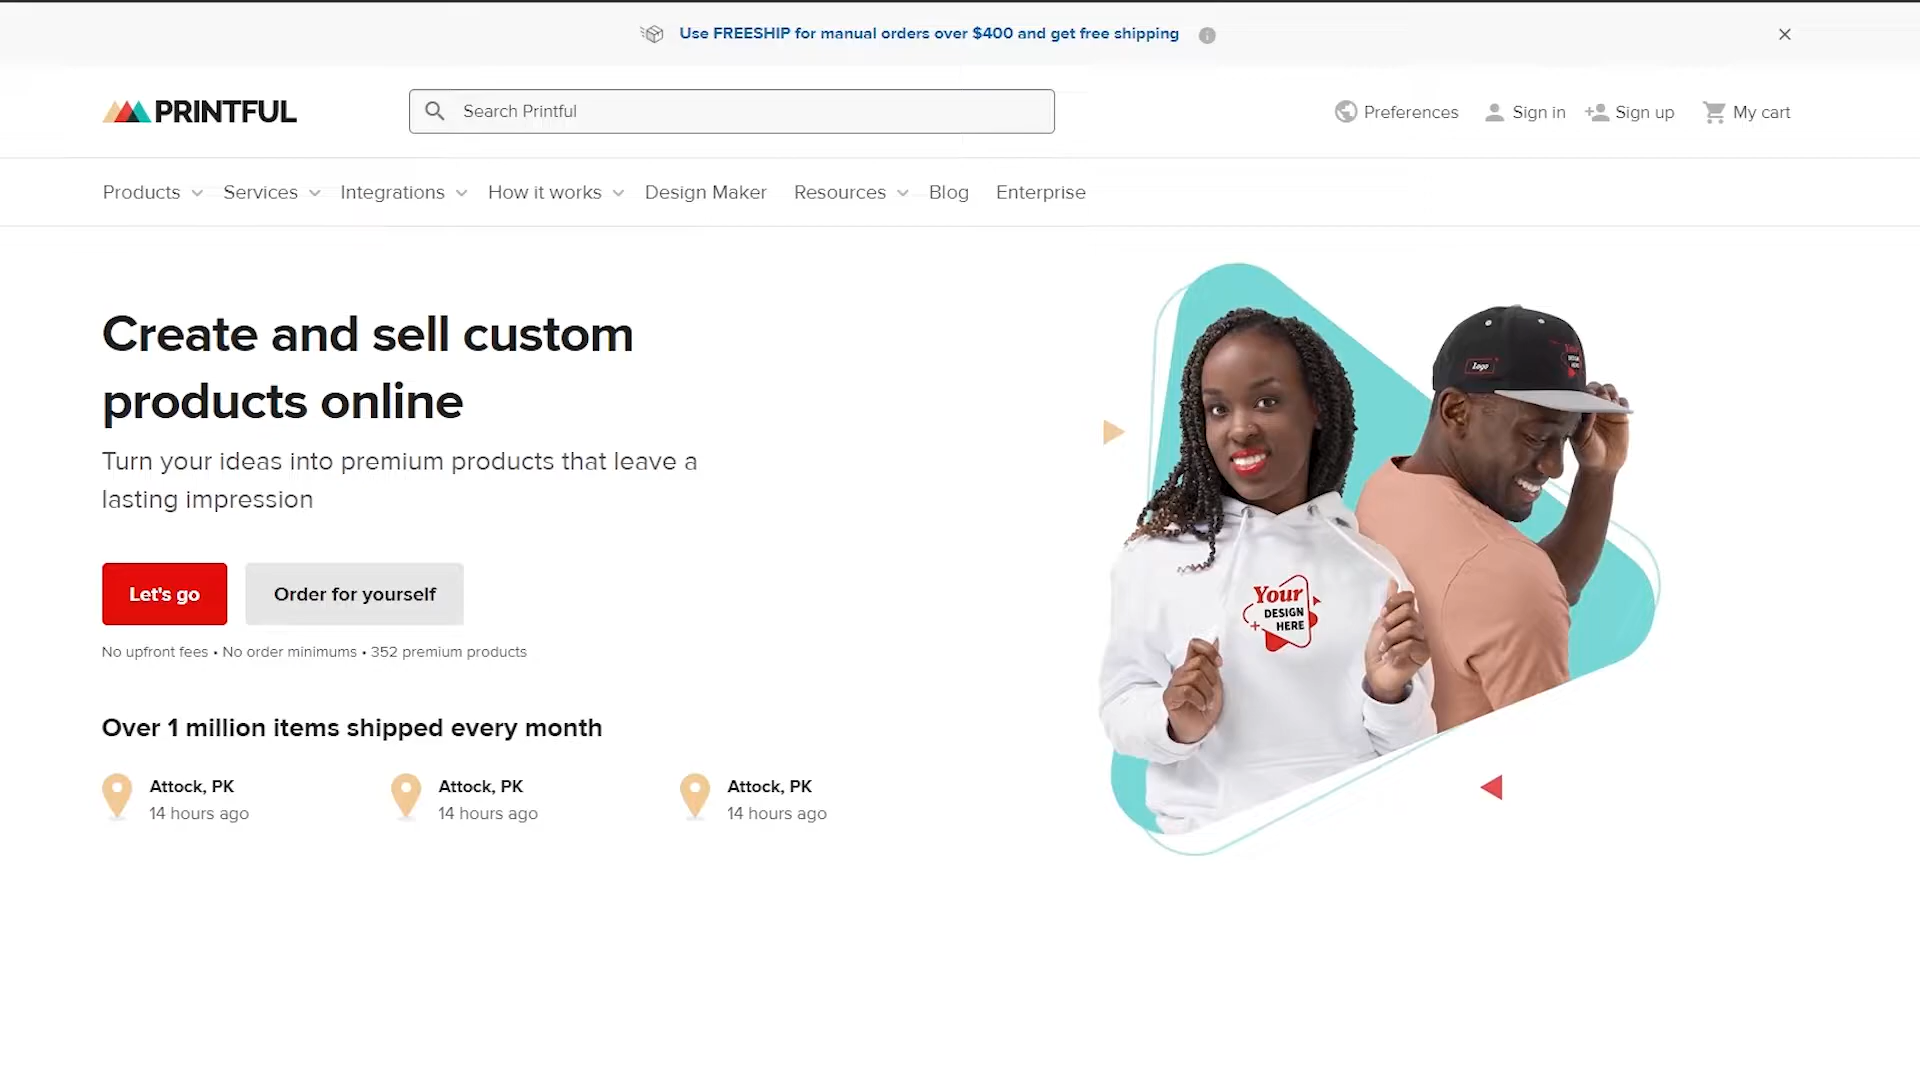 Use FREESHIP for manual orders over $400 and get free shipping
PRINTFUL
Search Printful
Preferences
Sign in
Sign up
My cart
Products
Services
Integrations
How it works
Design Maker
Resources
Blog
Enterprise
Create and sell custom
products online
Turn your ideas into premium products that leave a
lasting impression
Let's go
Order for yourself
No upfront fees • No order minimums • 352 premium products
Over 1 million items shipped every month
Attock, PK
14 hours ago
Attock, PK
14 hours ago
Attock, PK
14 hours ago
Logo
Your
DESIGN
HERE
Your
DESIGN
HERE